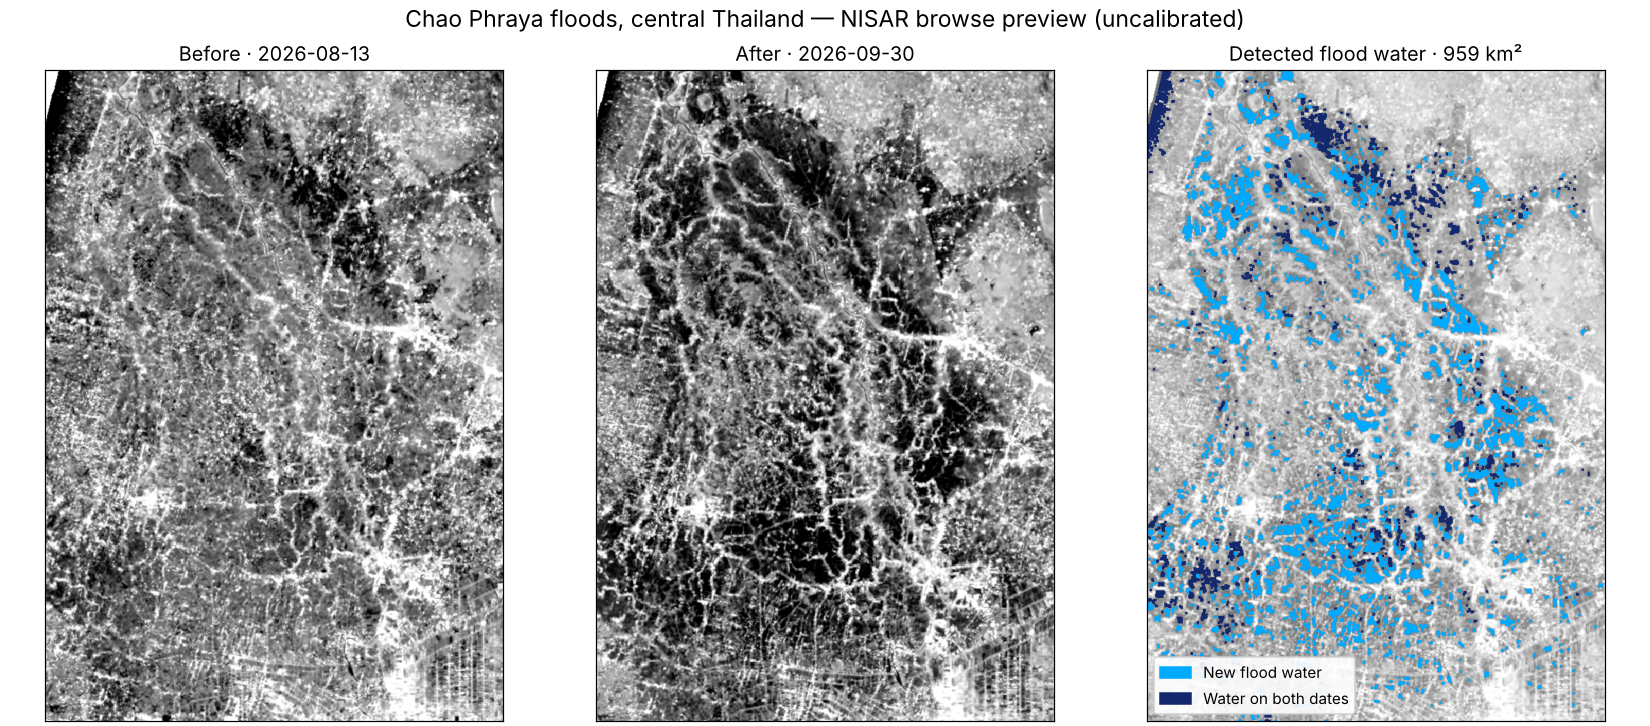 Chao Phraya floods, central Thailand — NISAR browse preview (uncalibrated)
Before · 2026-08-13
After · 2026-09-30
Detected flood water · 959 km²
New flood water
Water on both dates